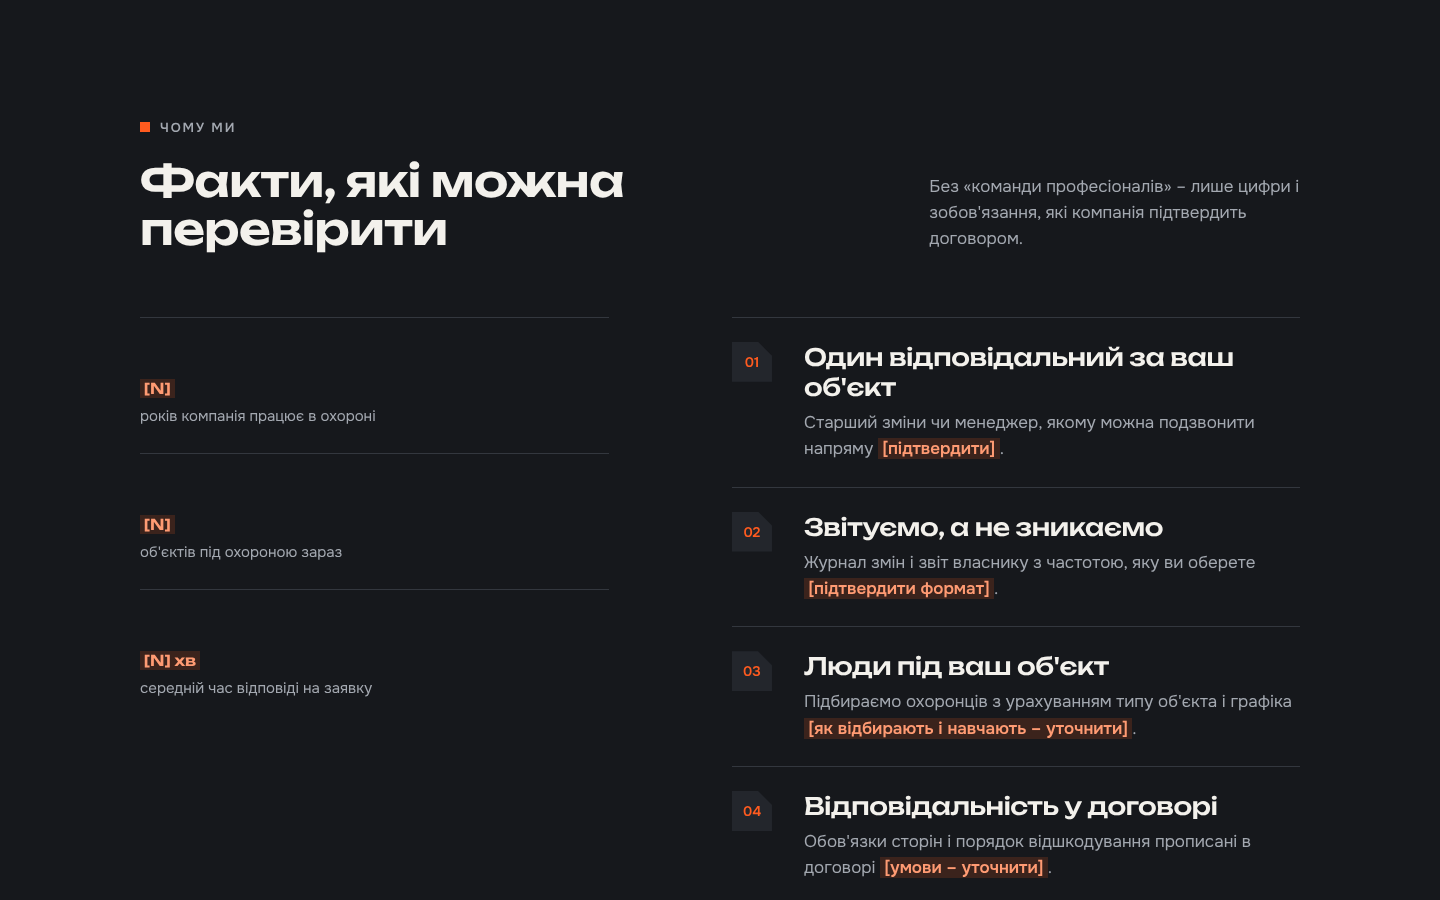 ЧОМУ МИ
Факти, які можна
перевірити
Без «команди професіоналів» – лише цифри і
зобов'язання, які компанія підтвердить
договором.
[N]
років компанія працює в охороні
[N]
об'єктів під охороною зараз
[N] хв
середній час відповіді на заявку
01
Один відповідальний за ваш
об'єкт
Старший зміни чи менеджер, якому можна подзвонити
напряму [підтвердити].
02
Звітуємо, а не зникаємо
Журнал змін і звіт власнику з частотою, яку ви оберете
[підтвердити формат].
03
Люди під ваш об'єкт
Підбираємо охоронців з урахуванням типу об'єкта і графіка
[як відбирають і навчають – уточнити].
04
Відповідальність у договорі
Обов'язки сторін і порядок відшкодування прописані в
договорі [умови – уточнити].